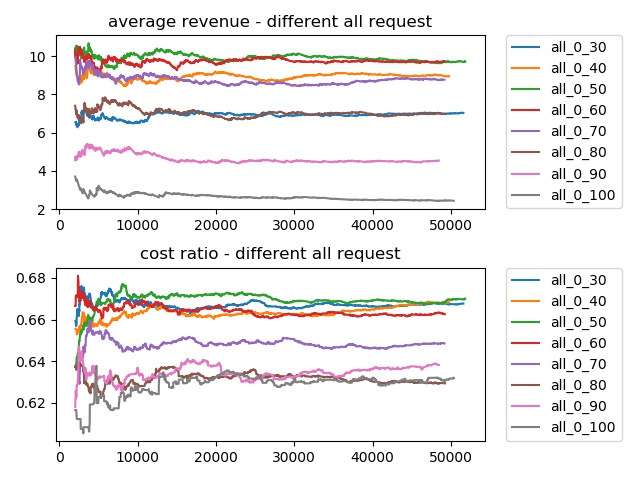 average revenue - different all request
10
8
6
4
2
0
10000
20000
30000
40000
50000
all_0_30
all_0_40
all_0_50
all_0_60
all_0_70
all_0_80
all_0_90
all_0_100
cost ratio - different all request
0.68
0.66
0.64
0.62
0
10000
20000
30000
40000
50000
all_0_30
all_0_40
all_0_50
all_0_60
all_0_70
all_0_80
all_0_90
all_0_100